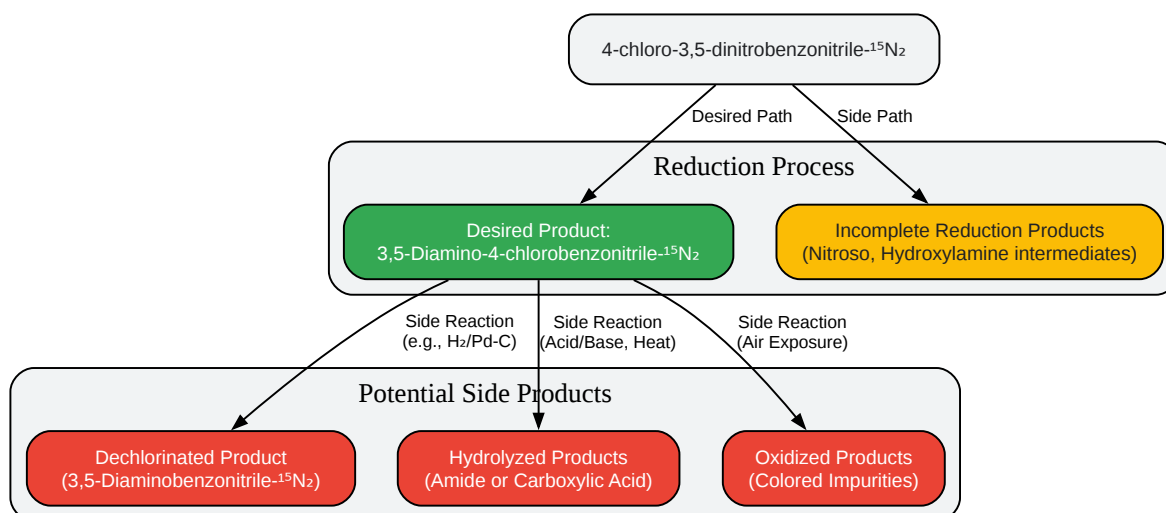 4-chloro-3,5-dinitrobenzonitrile-¹⁵N₂
Desired Path
Side Path
Reduction Process
Desired Product:
3,5-Diamino-4-chlorobenzonitrile-¹⁵N₂
Incomplete Reduction Products
(Nitroso, Hydroxylamine intermediates)
Side Reaction
(e.g., H₂/Pd-C)
Side Reaction
(Acid/Base, Heat)
Side Reaction
(Air Exposure)
Potential Side Products
Dechlorinated Product
(3,5-Diaminobenzonitrile-¹⁵N₂)
Hydrolyzed Products
(Amide or Carboxylic Acid)
Oxidized Products
(Colored Impurities)